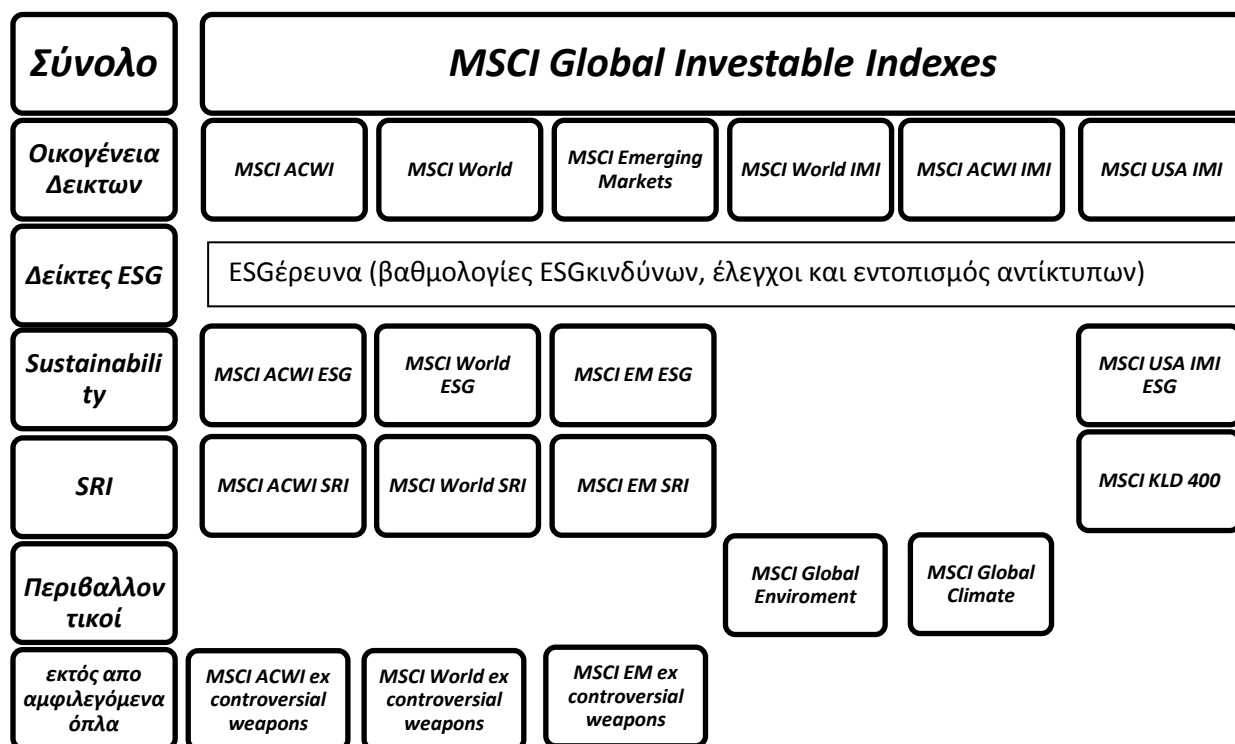 Σύνολο
MSCI Global Investable Indexes
Οικογένεια
Δεικτων
MSCI ACWI
MSCI World
MSCI Emerging
Markets
MSCI World IMI
MSCI ACWI IMI
MSCI USA IMI
Δείκτες ESG
ESGέρευνα (βαθμολογίες ESGκινδύνων, έλεγχοι και εντοπισμός αντίκτυπων)
Sustainabili
ty
MSCI ACWI ESG
MSCI World
ESG
MSCI EM ESG
MSCI USA IMI
ESG
SRI
MSCI ACWI SRI
MSCI World SRI
MSCI EM SRI
MSCI KLD 400
Περιβαλλον
τικοί
MSCI Global
Enviroment
MSCI Global
Climate
εκτός απο
αμφιλεγόμενα
όπλα
MSCI ACWI ex
controversial
weapons
MSCI World ex
controversial
weapons
MSCI EM ex
controversial
weapons